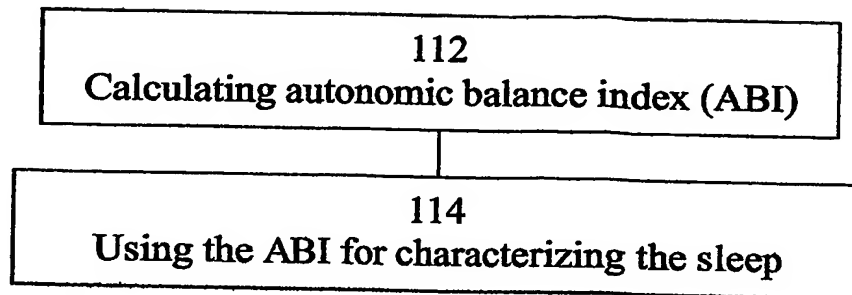 112
Calculating autonomic balance index (ABI)
114
Using the ABI for characterizing the sleep